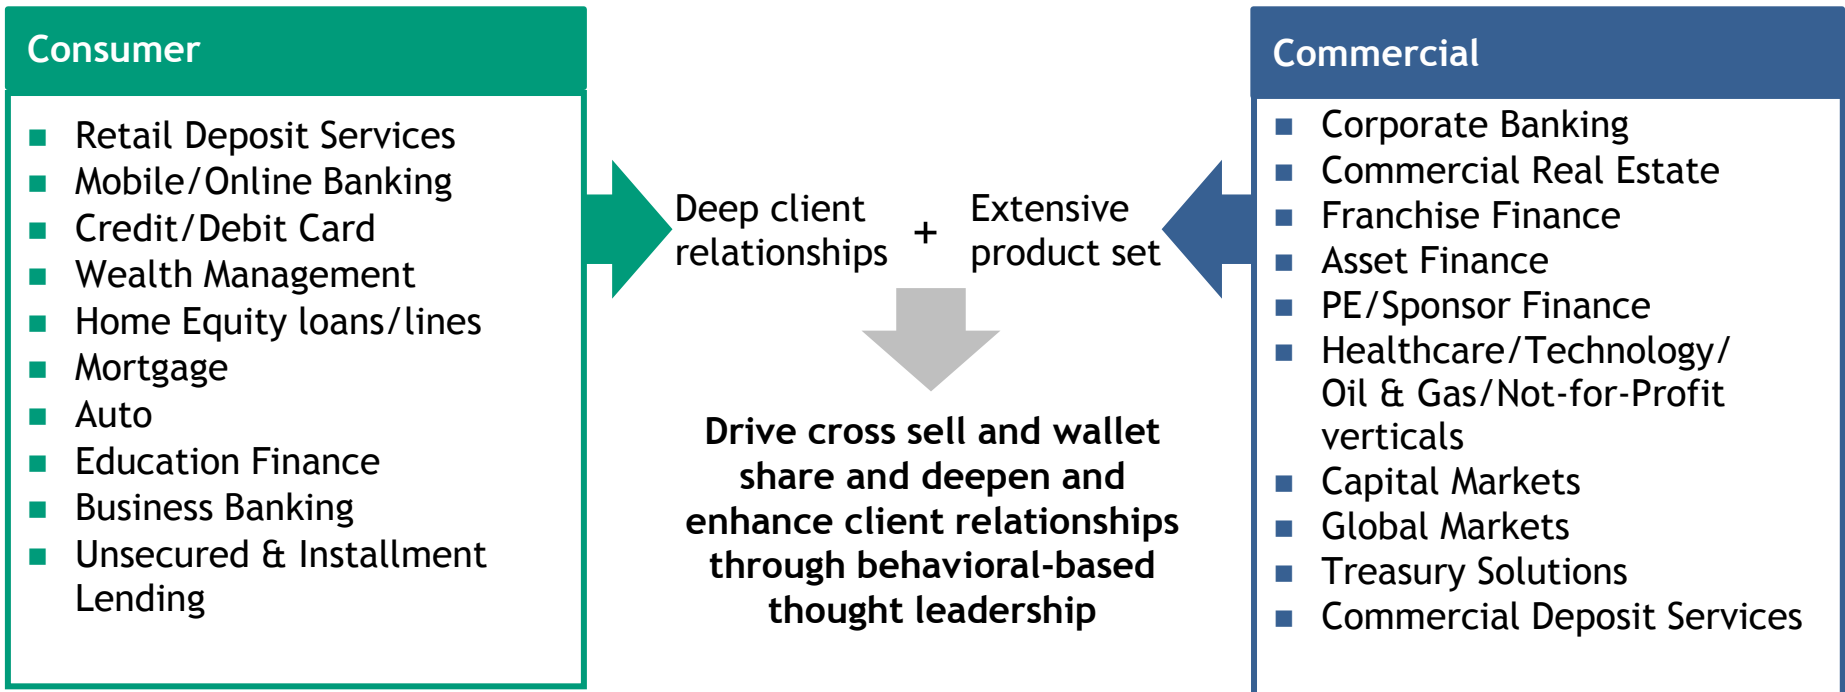 Consumer
■ Retail Deposit Services
■ Mobile/Online Banking
■ Credit/Debit Card
■ Wealth Management
■ Home Equity loans/lines
■ Mortgage
■ Auto
■ Education Finance
■ Business Banking
■ Unsecured & Installment
Lending
Deep client
relationships
+
Extensive
product set
Drive cross sell and wallet
share and deepen and
enhance client relationships
through behavioral-based
thought leadership
Commercial
■ Corporate Banking
■ Commercial Real Estate
■ Franchise Finance
■ Asset Finance
■ PE/Sponsor Finance
■ Healthcare/Technology/
Oil & Gas/Not-for-Profit
verticals
■ Capital Markets
■ Global Markets
■ Treasury Solutions
■ Commercial Deposit Services